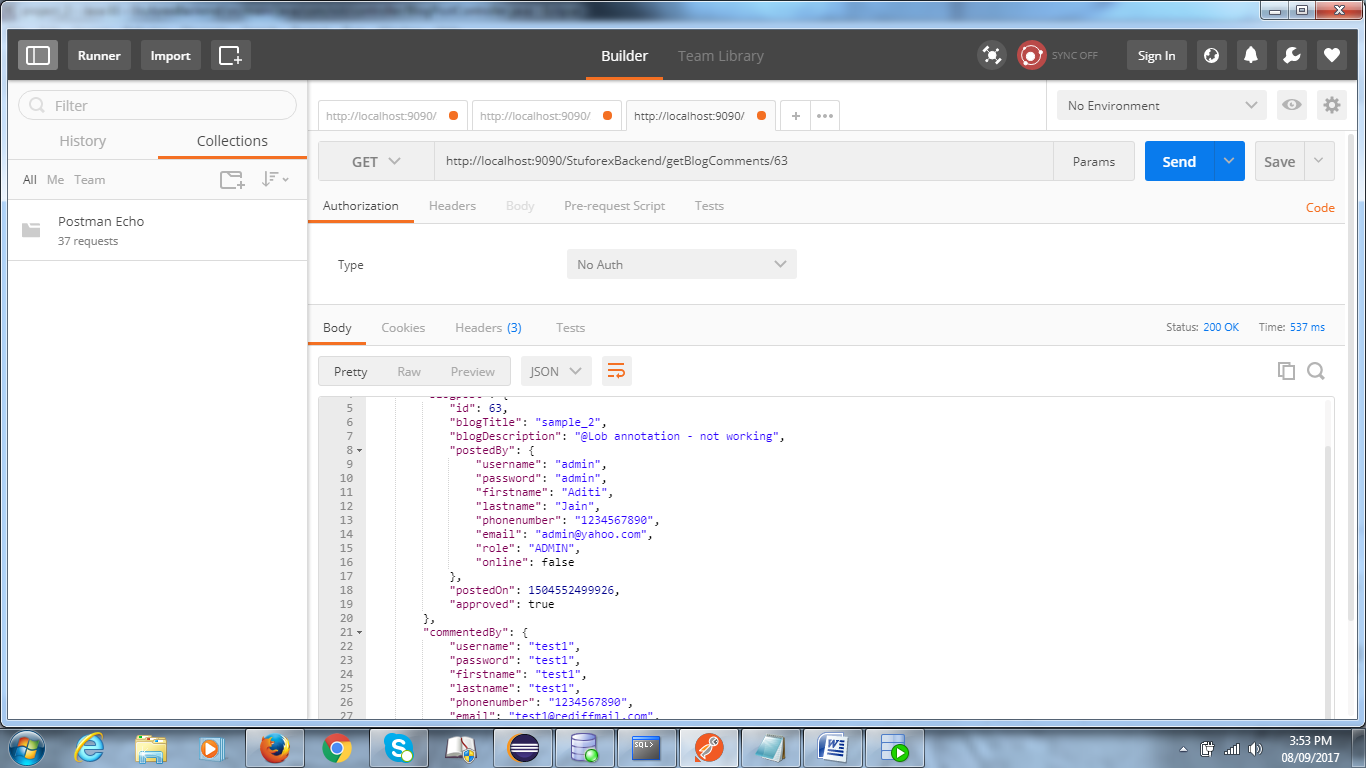 Runner
Import
Builder
Team Library
SYNC OFF
Sign In
Filter
History
Collections
All Me Team
Postman Echo
37 requests
http://localhost:9090/
http://localhost:9090/
http://localhost:9090/
No Environment
GET
http://localhost:9090/StuforexBackend/getBlogComments/63
Params
Send
Save
Authorization
Headers
Body
Pre-request Script
Tests
Code
Type
No Auth
Body
Cookies
Headers (3)
Tests
Status: 200 OK
Time: 537 ms
Pretty
Raw
Preview
JSON
5 "id": 63,
6 "blogTitle": "sample_2",
7 "blogDescription": "@Lob annotation - not working",
8 "postedBy": {
9 "username": "admin",
10 "password": "admin",
11 "firstname": "Aditi",
12 "lastname": "Jain",
13 "phonenumber": "1234567890",
14 "email": "admin@yahoo.com",
15 "role": "ADMIN",
16 "online": false
17 },
18 "postedOn": 1504552499926,
19 "approved": true
20 },
21 "commentedBy": {
22 "username": "test1",
23 "password": "test1",
24 "firstname": "test1",
25 "lastname": "test1",
26 "phonenumber": "1234567890",
27 "email": "test1@rediffmail.com",
SQL>
3:53 PM
08/09/2017